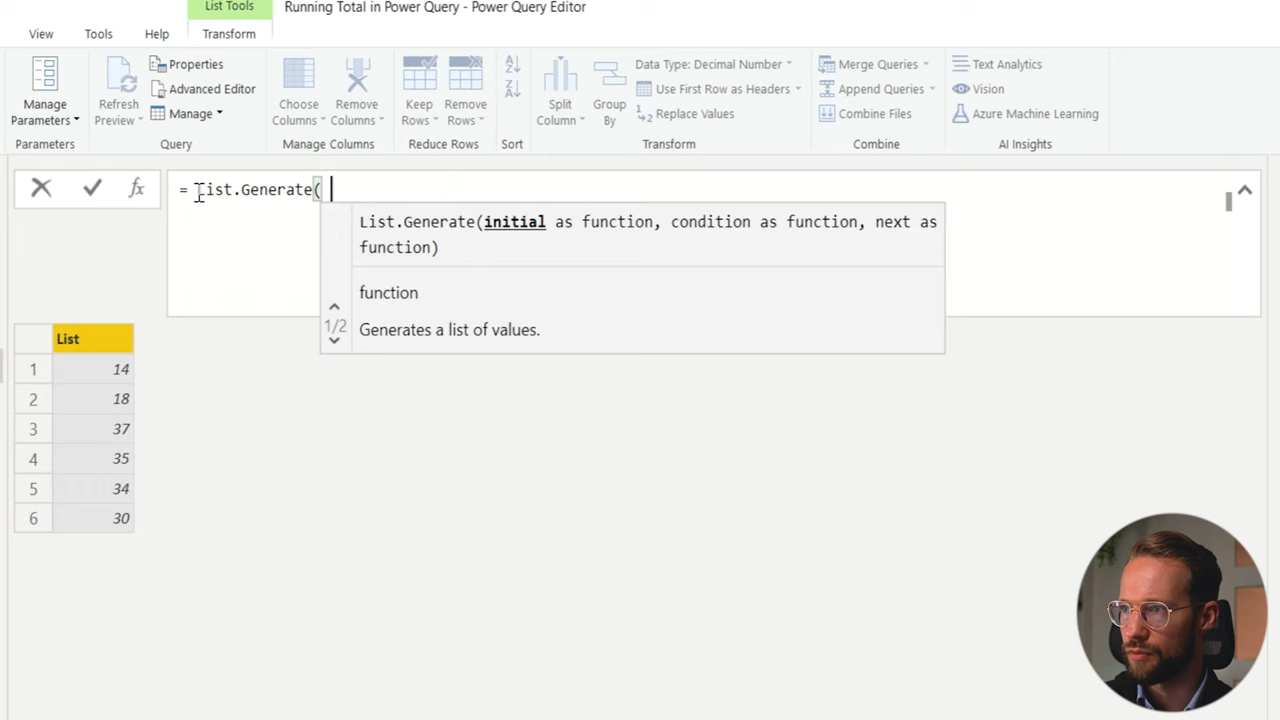 List Tools
Running Total in Power Query - Power Query Editor
View Tools Help Transform
Manage Parameters
Refresh Preview
Properties
Advanced Editor
Manage
Choose Columns
Remove Columns
Keep Rows
Remove Rows
Split Column
Group By
Data Type: Decimal Number
Use First Row as Headers
1 2 Replace Values
Merge Queries
Append Queries
Combine Files
Text Analytics
Vision
Azure Machine Learning
Parameters Query Manage Columns Reduce Rows Sort Transform Combine AI Insights
fx
= List.Generate(
List.Generate(initial as function, condition as function, next as
function)
function
1/2
Generates a list of values.
List
1 14
2 18
3 37
4 35
5 34
6 30